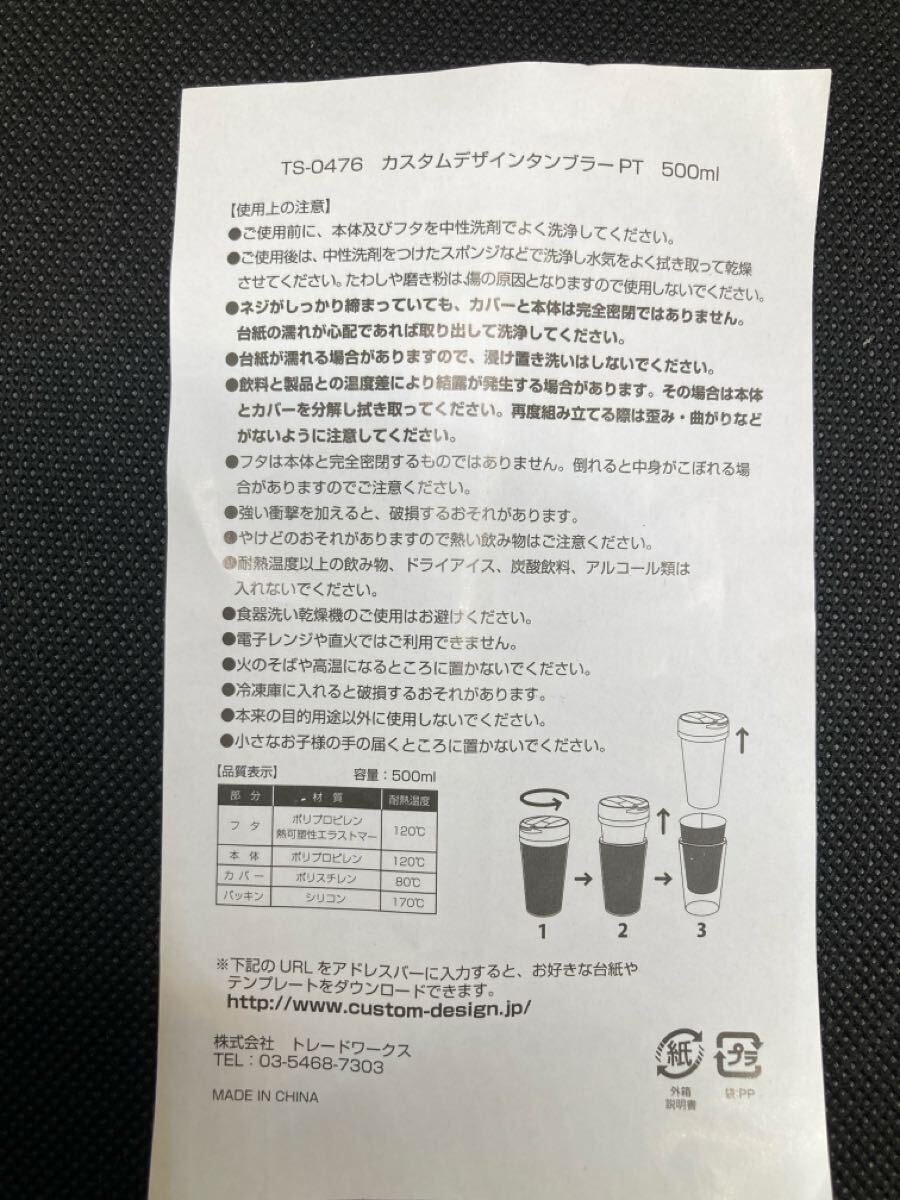 TS-0476　カスタムデザインタンブラーPT　500ml
【使用上の注意】
●ご使用前に、本体及びフタを中性洗剤でよく洗浄してください。
●ご使用後は、中性洗剤をつけたスポンジなどで洗浄し水気をよく拭き取って乾燥
させてください。たわしや磨き粉は、傷の原因となりますので使用しないでください。
●ネジがしっかり締まっていても、カバーと本体は完全密閉ではありません。
台紙の濡れが心配であれば取り出して洗浄してください。
●台紙が濡れる場合がありますので、浸け置き洗いはしないでください。
●飲料と製品との温度差により結露が発生する場合があります。その場合は本体
とカバーを分解し拭き取ってください。再度組み立てる際は歪み・曲がりなど
がないように注意してください。
●フタは本体と完全密閉するものではありません。倒れると中身がこぼれる場
合がありますのでご注意ください。
●強い衝撃を加えると、破損するおそれがあります。
●やけどのおそれがありますので熱い飲み物はご注意ください。
●耐熱温度以上の飲み物、ドライアイス、炭酸飲料、アルコール類は
入れないでください。
●食器洗い乾燥機のご使用はお避けください。
●電子レンジや直火ではご利用できません。
●火のそばや高温になるところに置かないでください。
●冷凍庫に入れると破損するおそれがあります。
●本来の目的用途以外に使用しないでください。
●小さなお子様の手の届くところに置かないでください。
【品質表示】　容量：500ml
部分　材質　耐熱温度
フタ　ポリプロピレン
熱可塑性エラストマー　120℃
本体　ポリプロピレン　120℃
カバー　ポリスチレン　80℃
パッキン　シリコン　170℃
1　2　3
※下記のURLをアドレスバーに入力すると、お好きな台紙や
テンプレートをダウンロードできます。
http://www.custom-design.jp/
株式会社　トレードワークス
TEL：03-5468-7303
MADE IN CHINA
紙　プラ
外箱　袋:PP
説明書